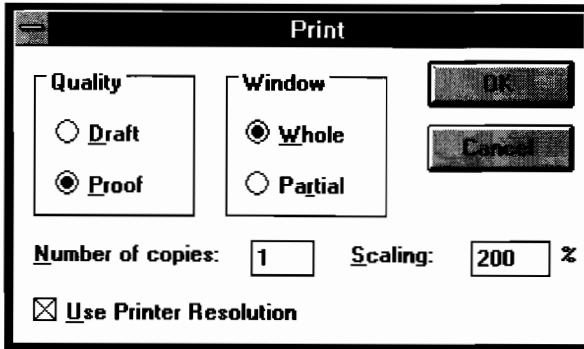 Print
Quality
Draft
Proof
Window
Whole
Partial
OK
Cancel
Number of copies: 1
Scaling: 200 %
Use Printer Resolution